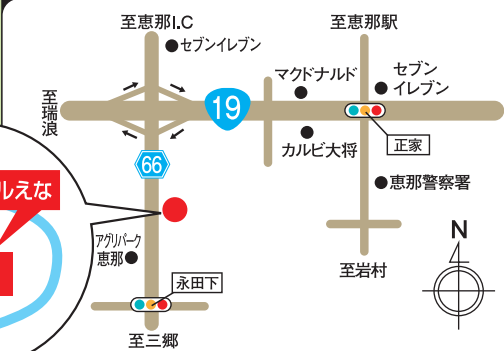 至恵那I.C
至恵那駅
セブンイレブン
マクドナルド
セブン
イレブン
至瑞浪
19
正家
カルビ大将
66
恵那警察署
ルえな
アグリパーク
恵那
N
永田下
至岩村
至三郷